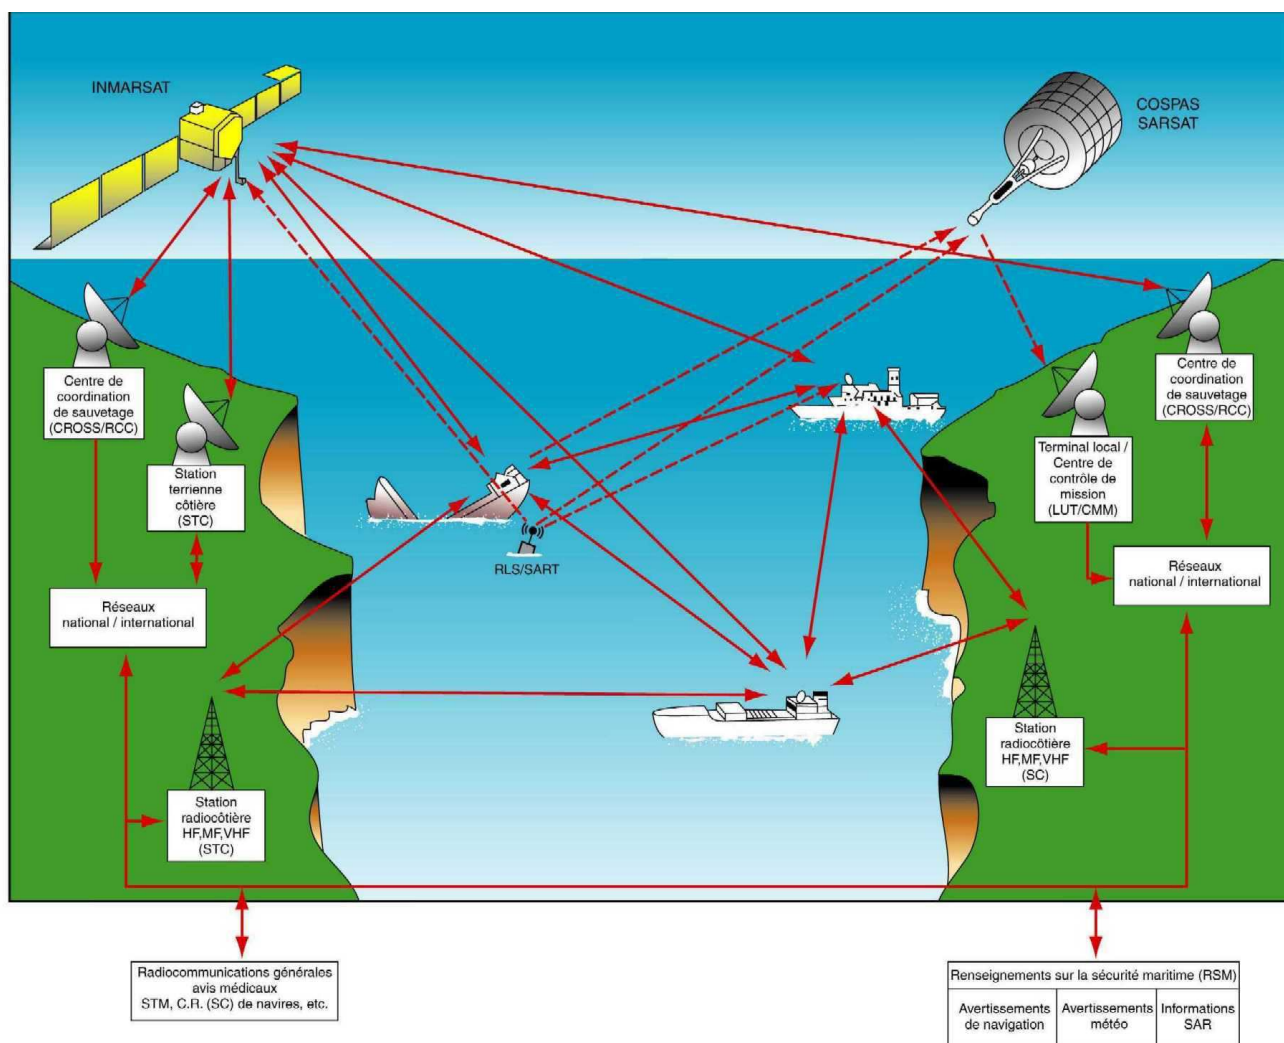 INMARSAT
COSPAS
SARSAT
Centre de
coordination
de sauvetage
(CROSS/RCC)
Station
terrienne
côtière
(STC)
Réseaux
national / international
Station
radiocôtière
HF,MF,VHF
(STC)
RLS/SART
Centre de
coordination
de sauvetage
(CROSS/RCC)
Terminal local /
Centre de
contrôle de
mission
(LUT/CMM)
Réseaux
national / international
Station
radiocôtière
HF,MF,VHF
(SC)
Radiocommunications générales
avis médicaux
STM, C.R. (SC) de navires, etc.
Renseignements sur la sécurité maritime (RSM)
Avertissements
de navigation
Avertissements
météo
Informations
SAR